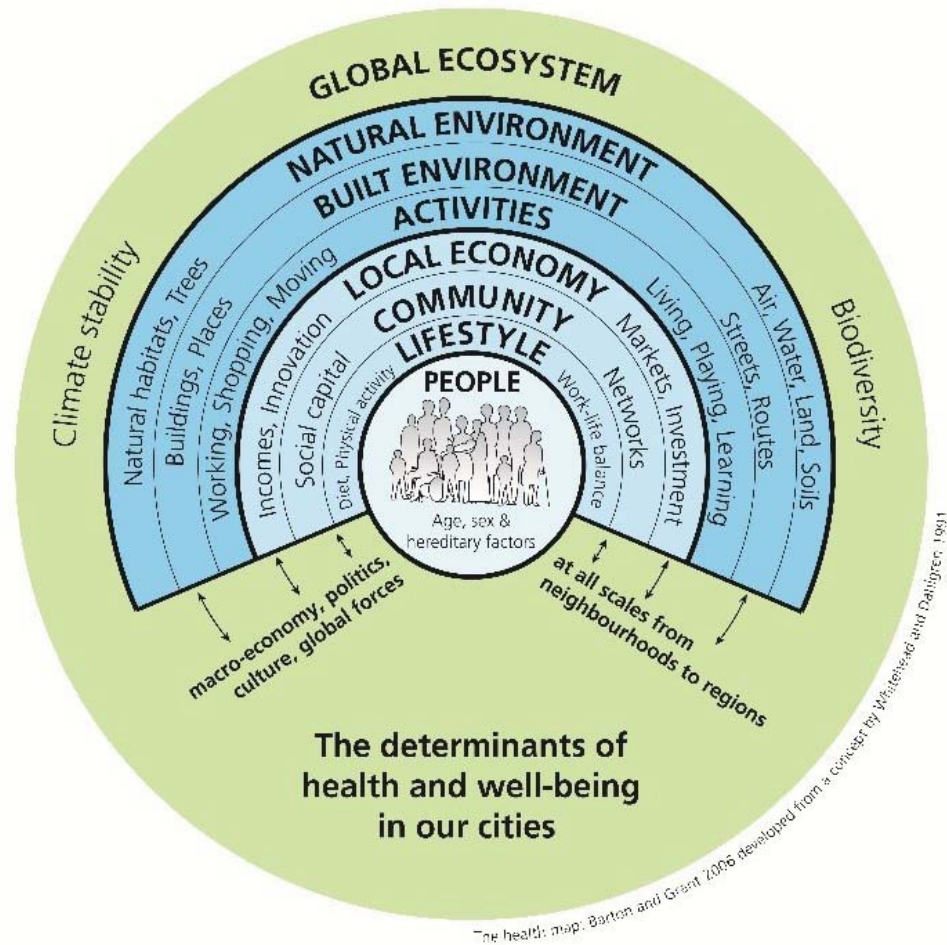 GLOBAL ECOSYSTEM
NATURAL ENVIRONMENT
BUILT ENVIRONMENT
ACTIVITIES
LOCAL ECONOMY
COMMUNITY
LIFESTYLE
PEOPLE
Age, sex &
hereditary factors
Climate stability
Natural habitats, Trees
Buildings, Places
Working, Shopping, Moving
Incomes, Innovation
Social capital
Diet, Physical activity
Work-life balance
Networks
Markets, Investment
Living, Playing, Learning
Streets, Routes
Air, Water, Land, Soils
Biodiversity
macro-economy, politics,
culture, global forces
at all scales from
neighbourhoods to regions
The determinants of
health and well-being
in our cities
The health map: Barton and Grant 2006 developed from a concept by Whitehead and Dahlgren 1991